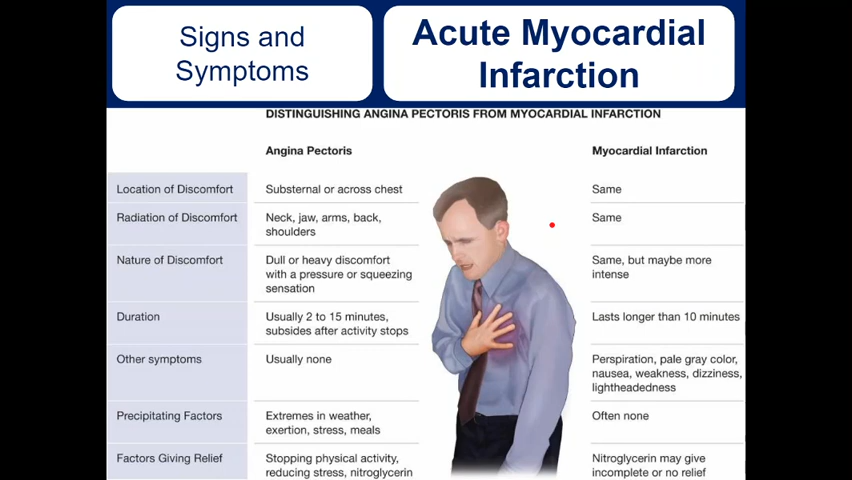 Signs and
Symptoms
Acute Myocardial
Infarction
DISTINGUISHING ANGINA PECTORIS FROM MYOCARDIAL INFARCTION
Angina Pectoris
Myocardial Infarction
Location of Discomfort
Substernal or across chest
Same
Radiation of Discomfort
Neck, jaw, arms, back,
shoulders
Same
Nature of Discomfort
Dull or heavy discomfort
with a pressure or squeezing
sensation
Same, but maybe more
intense
Duration
Usually 2 to 15 minutes,
subsides after activity stops
Lasts longer than 10 minutes
Other symptoms
Usually none
Perspiration, pale gray color,
nausea, weakness, dizziness,
lightheadedness
Precipitating Factors
Extremes in weather,
exertion, stress, meals
Often none
Factors Giving Relief
Stopping physical activity,
reducing stress, nitroglycerin
Nitroglycerin may give
incomplete or no relief